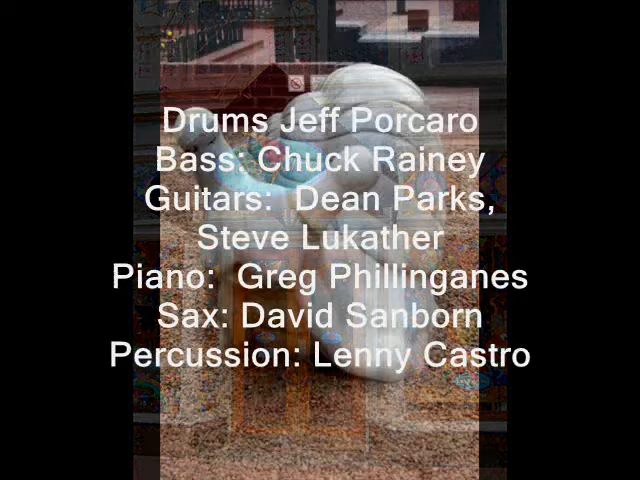 Drums Jeff Porcaro
Bass: Chuck Rainey
Guitars:  Dean Parks,
Steve Lukather
Piano:  Greg Phillinganes
Sax: David Sanborn
Percussion: Lenny Castro